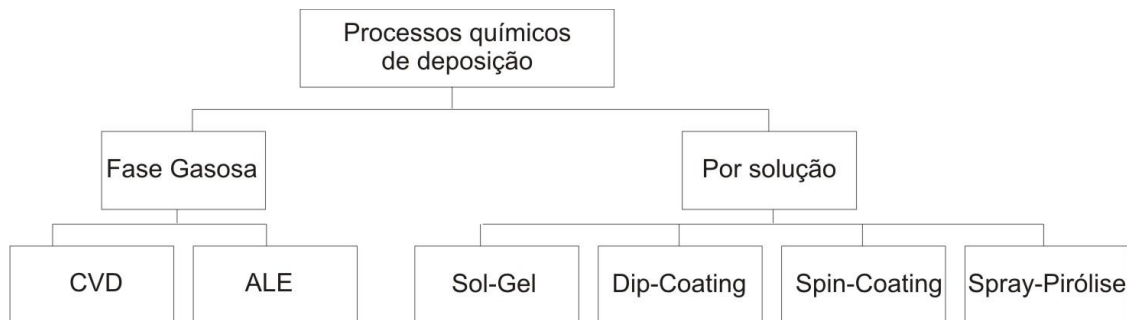 Processos químicos
de deposição
Fase Gasosa
Por solução
CVD
ALE
Sol-Gel
Dip-Coating
Spin-Coating
Spray-Pirólise